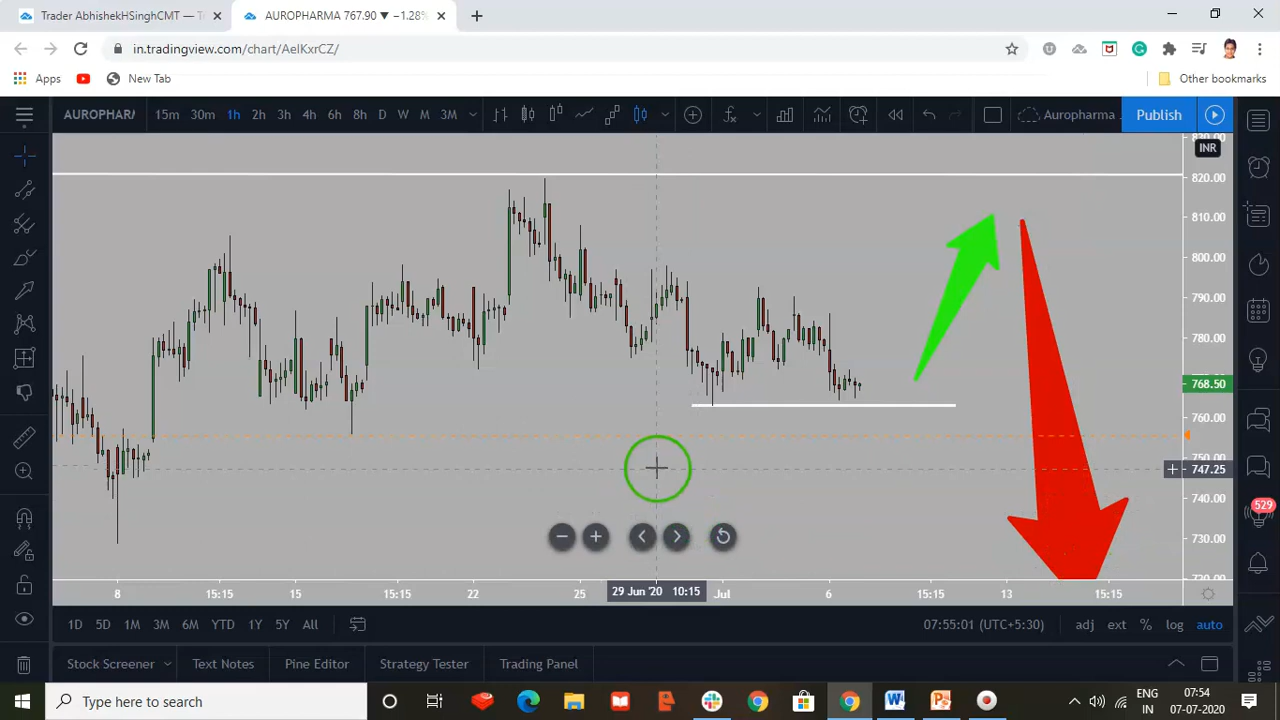 Trader AbhishekHSinghCMT — T
AUROPHARMA 767.90 ▼ −1.28%
in.tradingview.com/chart/AelKxrCZ/
Apps
New Tab
Other bookmarks
AUROPHAR
15m 30m 1h 2h 3h 4h 6h 8h D W M 3M
Auropharma
Publish
INR
830.00
820.00
810.00
800.00
790.00
780.00
768.50
760.00
750.00
747.25
740.00
730.00
720.00
529
8 15:15 15 15:15 22 25 29 Jun '20 10:15 Jul 6 15:15 13 15:15
1D 5D 1M 3M 6M YTD 1Y 5Y All
07:55:01 (UTC+5:30)
adj ext % log auto
Stock Screener Text Notes Pine Editor Strategy Tester Trading Panel
Type here to search
ENG
IN
07:54
07-07-2020